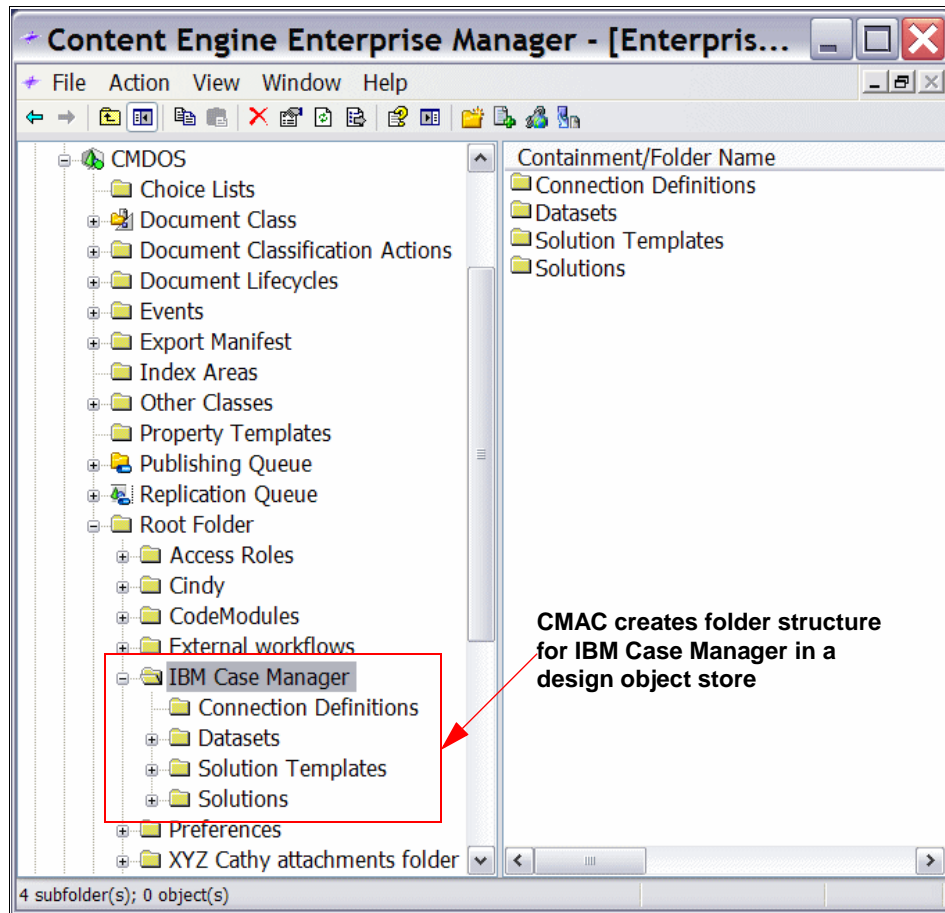 Content Engine Enterprise Manager - [Enterpris...
File Action View Window Help
CMDOS
Choice Lists
Document Class
Document Classification Actions
Document Lifecycles
Events
Export Manifest
Index Areas
Other Classes
Property Templates
Publishing Queue
Replication Queue
Root Folder
Access Roles
Cindy
CodeModules
External workflows
IBM Case Manager
Connection Definitions
Datasets
Solution Templates
Solutions
Preferences
XYZ Cathy attachments folder
Containment/Folder Name
Connection Definitions
Datasets
Solution Templates
Solutions
CMAC creates folder structure
for IBM Case Manager in a
design object store
4 subfolder(s); 0 object(s)